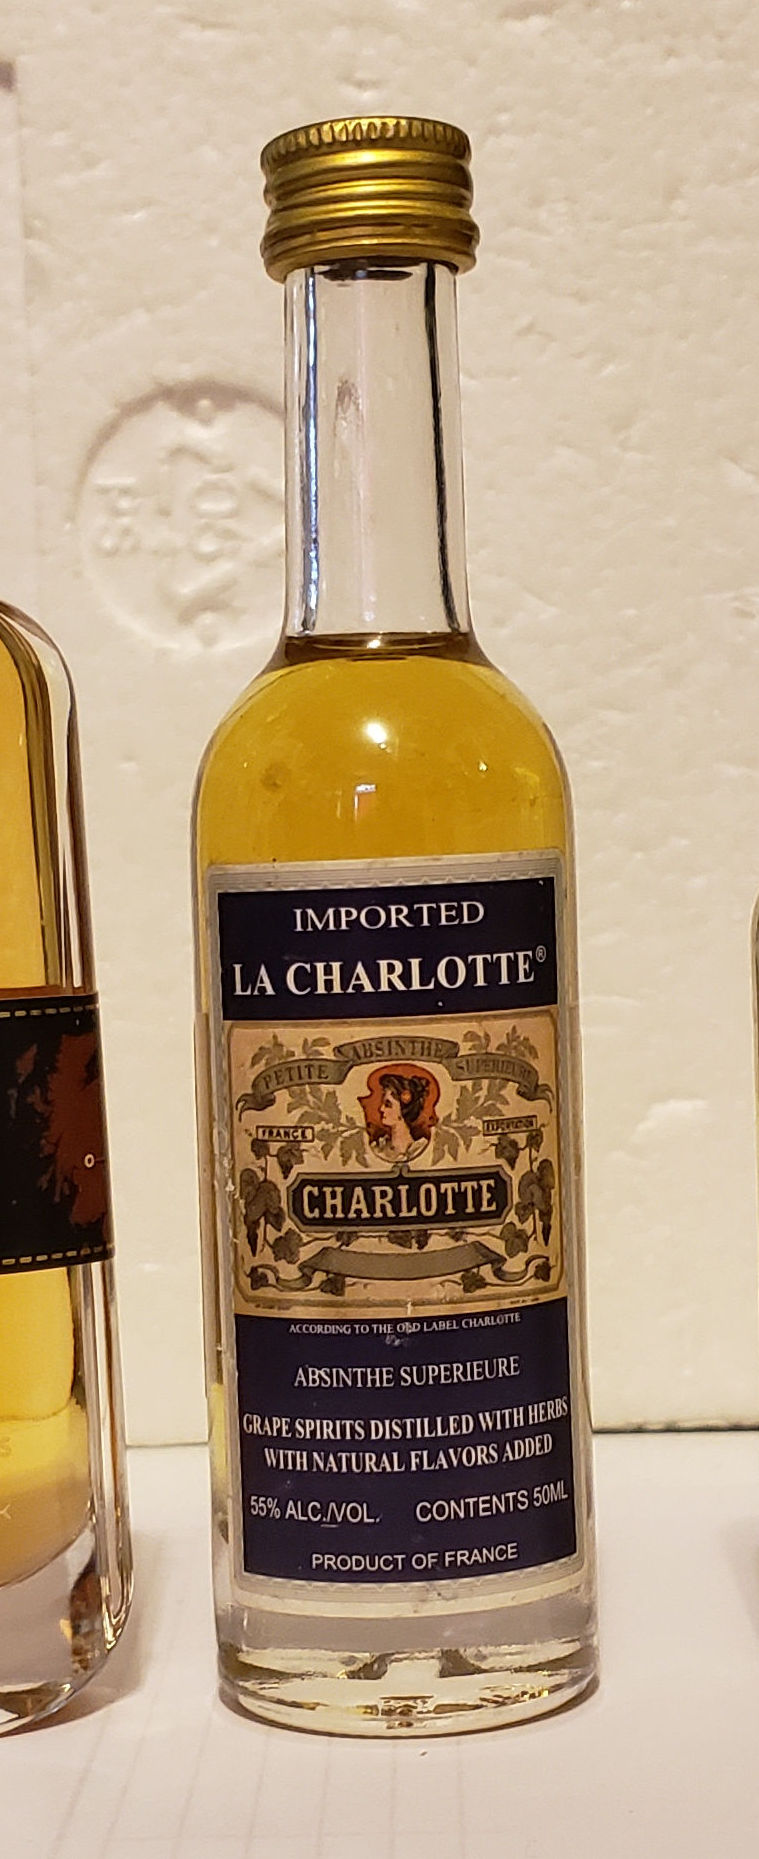 IMPORTED
LA CHARLOTTE®
PETITE ABSINTHE SUPERIEURE
FRANCE EXPORTATION
CHARLOTTE
ACCORDING TO THE OLD LABEL CHARLOTTE
ABSINTHE SUPERIEURE
GRAPE SPIRITS DISTILLED WITH HERBS
WITH NATURAL FLAVORS ADDED
55% ALC./VOL. CONTENTS 50ML
PRODUCT OF FRANCE